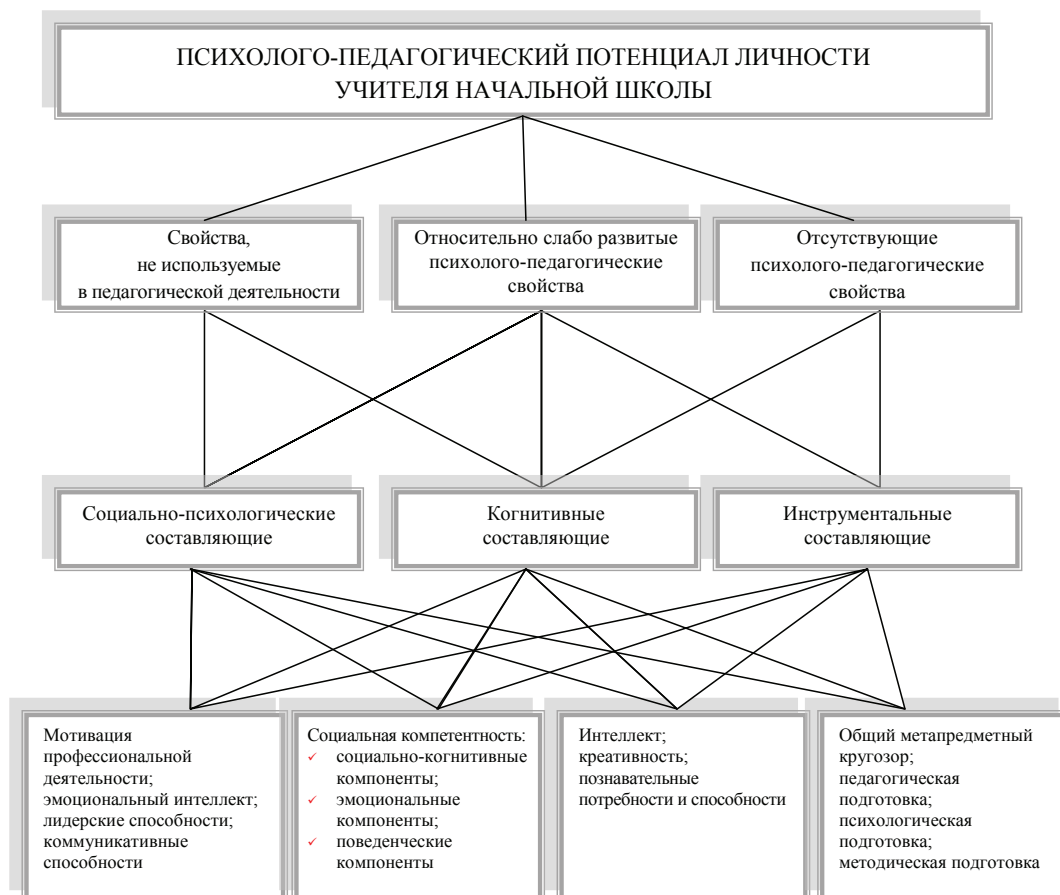 ПСИХОЛОГО-ПЕДАГОГИЧЕСКИЙ ПОТЕНЦИАЛ ЛИЧНОСТИ
УЧИТЕЛЯ НАЧАЛЬНОЙ ШКОЛЫ
Свойства,
не используемые
в педагогической деятельности
Относительно слабо развитые
психолого-педагогические
свойства
Отсутствующие
психолого-педагогические
свойства
Социально-психологические
составляющие
Когнитивные
составляющие
Инструментальные
составляющие
Мотивация
профессиональной
деятельности;
эмоциональный интеллект;
лидерские способности;
коммуникативные
способности
Социальная компетентность:
✓ социально-когнитивные
компоненты;
✓ эмоциональные
компоненты;
✓ поведенческие
компоненты
Интеллект;
креативность;
познавательные
потребности и способности
Общий метапредметный
кругозор;
педагогическая
подготовка;
психологическая
подготовка;
методическая подготовка